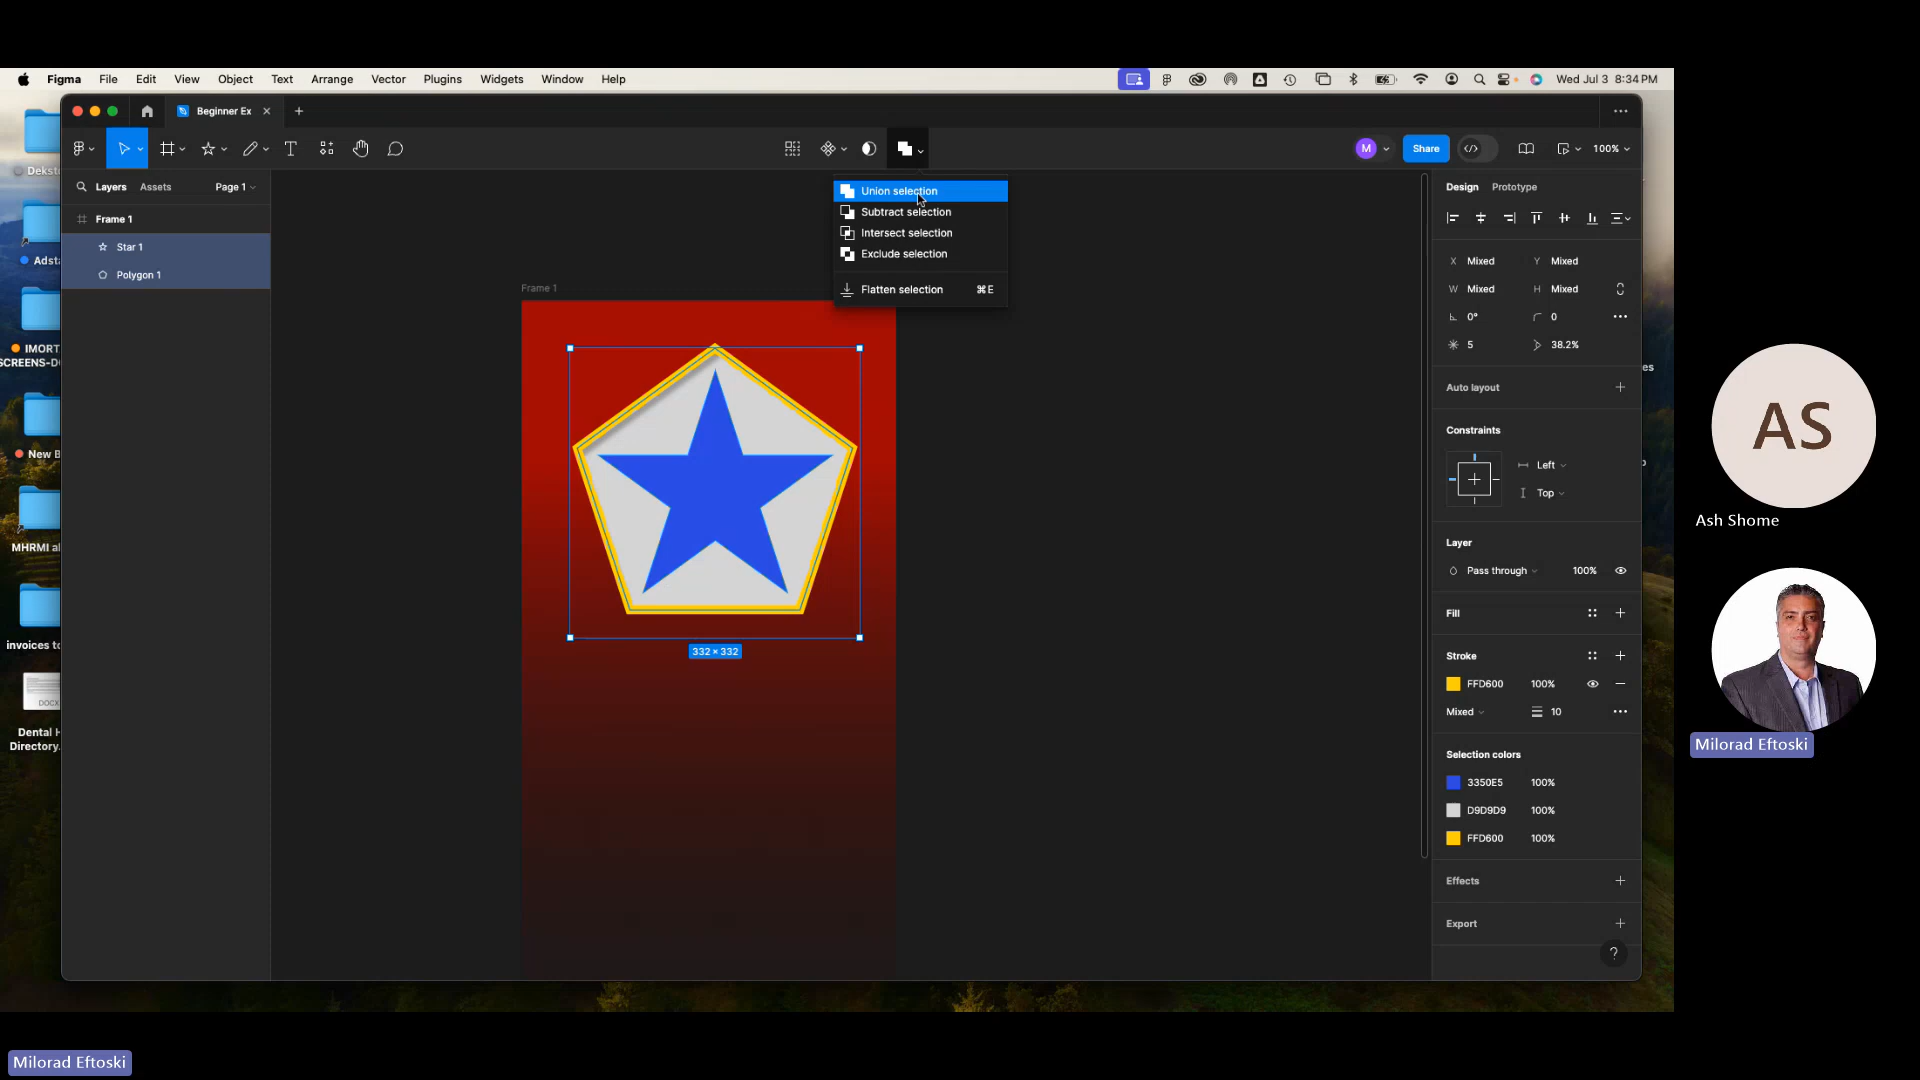 Figma File Edit View Object Text Arrange Vector Plugins Widgets Window Help Wed Jul 3 8:34 PM
Beginner Ex
M Share 100%
Layers Assets Page 1
Frame 1
Star 1
Polygon 1
Union selection
Subtract selection
Intersect selection
Exclude selection
Flatten selection ⌘E
Frame 1
332 × 332
Design Prototype
X Mixed Y Mixed
W Mixed H Mixed
0° 0
5 38.2%
Auto layout
Constraints
Left
Top
Layer
Pass through 100%
Fill
Stroke
FFD600 100%
Mixed 10
Selection colors
3350E5 100%
D9D9D9 100%
FFD600 100%
Effects
Export
?
IMORT
SCREENS-D
New B
MHRMI a
invoices to
DOCX
Dental H
Directory.
es
AS
Ash Shome
Milorad Eftoski
Milorad Eftoski